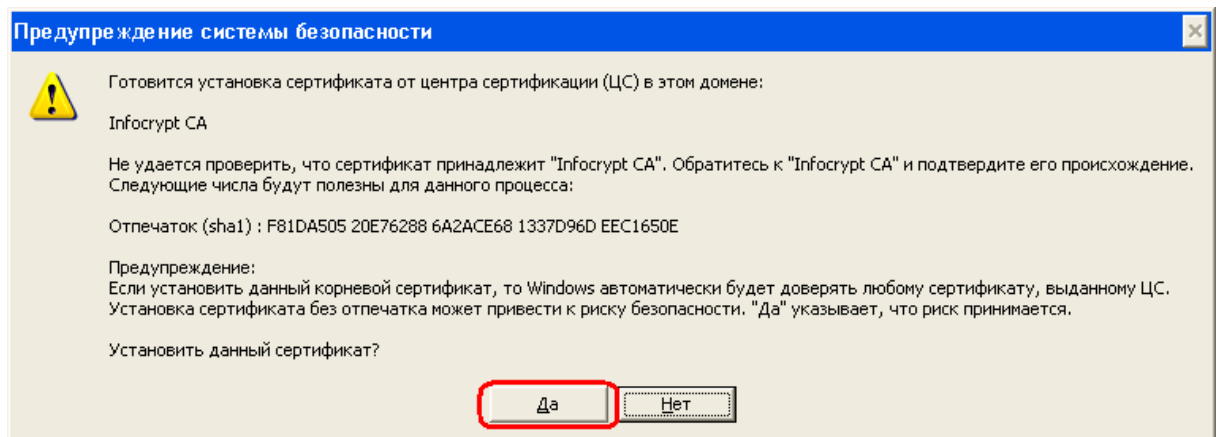 Предупреждение системы безопасности
Готовится установка сертификата от центра сертификации (ЦС) в этом домене:
Infocrypt CA
Не удается проверить, что сертификат принадлежит "Infocrypt CA". Обратитесь к "Infocrypt CA" и подтвердите его происхождение.
Следующие числа будут полезны для данного процесса:
Отпечаток (sha1) : F81DA505 20E76288 6A2ACE68 1337D96D EEC1650E
Предупреждение:
Если установить данный корневой сертификат, то Windows автоматически будет доверять любому сертификату, выданному ЦС.
Установка сертификата без отпечатка может привести к риску безопасности. "Да" указывает, что риск принимается.
Установить данный сертификат?
Да Нет